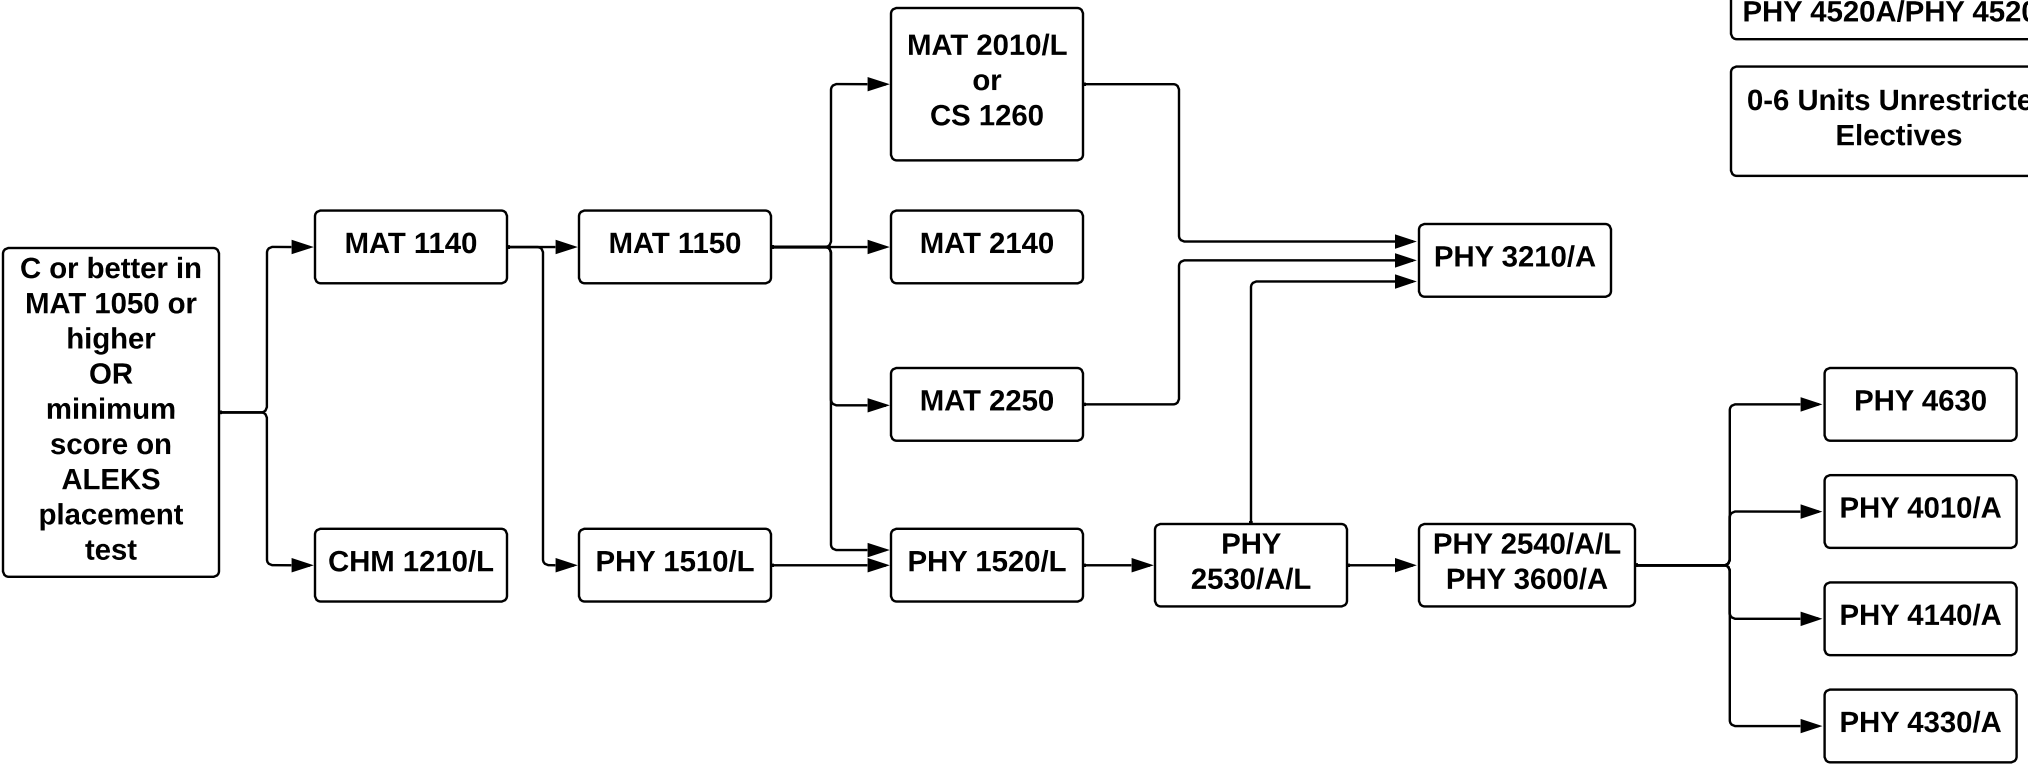 PHY 4520A/PHY 4520
0-6 Units
Electives
MAT 2010/L
or
CS 1260
MAT 1140
MAT 1150
MAT 2140
PHY 3210/A
C or better in
MAT 1050 or
higher
OR
minimum
score on
ALEKS
placement
test
MAT 2250
PHY 4630
PHY 4010/A
CHM 1210/L
PHY 1510/L
PHY 1520/L
PHY
2530/A/L
PHY 2540/A/L
PHY 3600/A
PHY 4140/A
PHY 4330/A